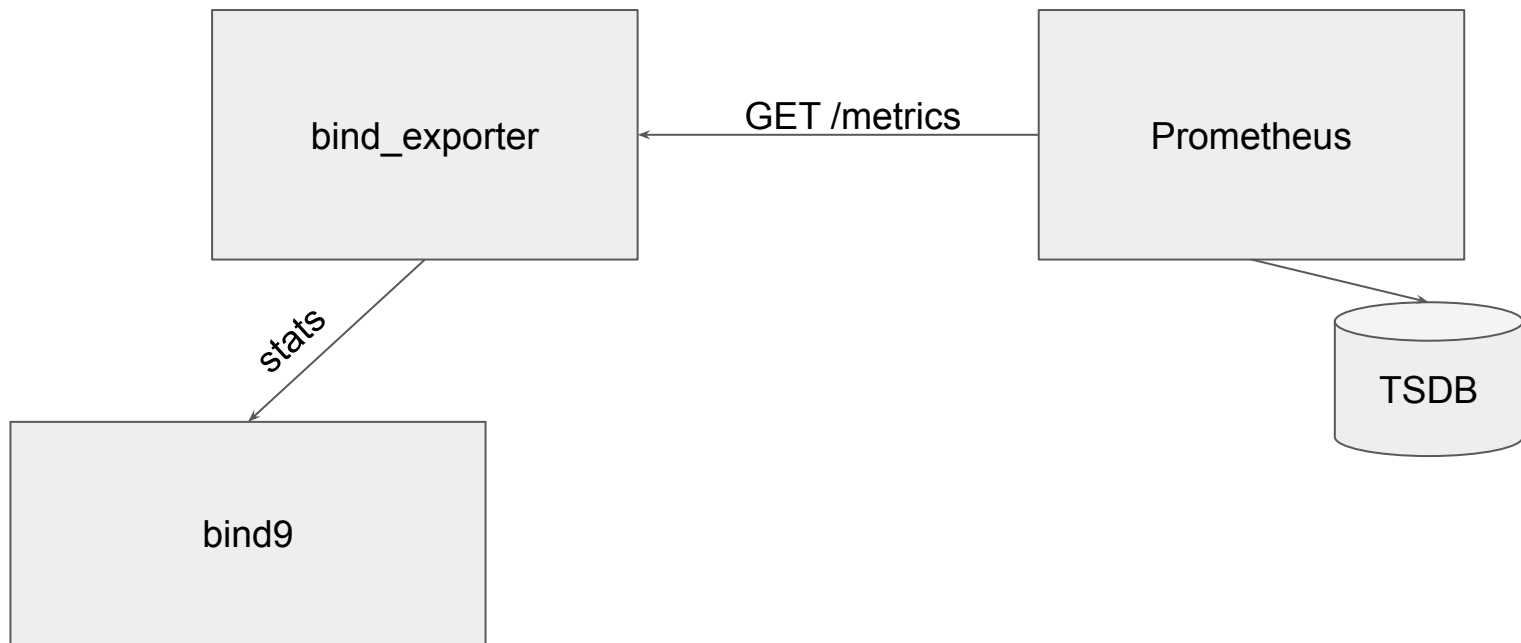 bind_exporter
GET /metrics
Prometheus
stats
TSDB
bind9